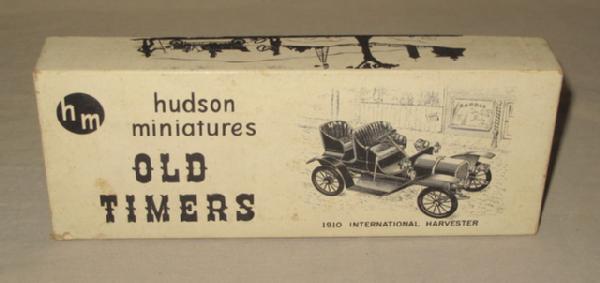 hm
hudson
miniatures
OLD
TIMERS
1910 INTERNATIONAL HARVESTER